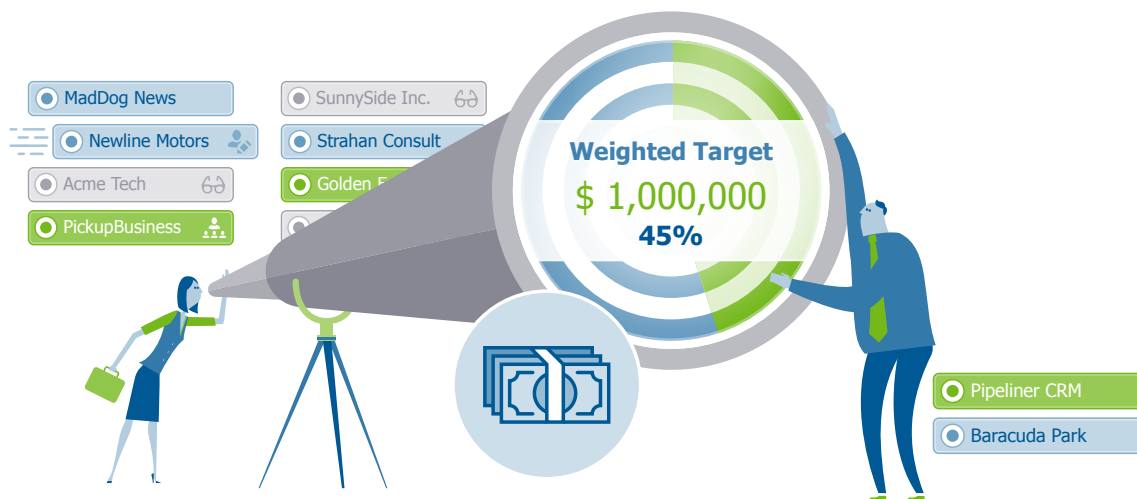 MadDog News
Newline Motors
Acme Tech
PickupBusiness
SunnySide Inc.
Strahan Consult
Golden
Weighted Target
$ 1,000,000
45%
Pipeliner CRM
Baracuda Park